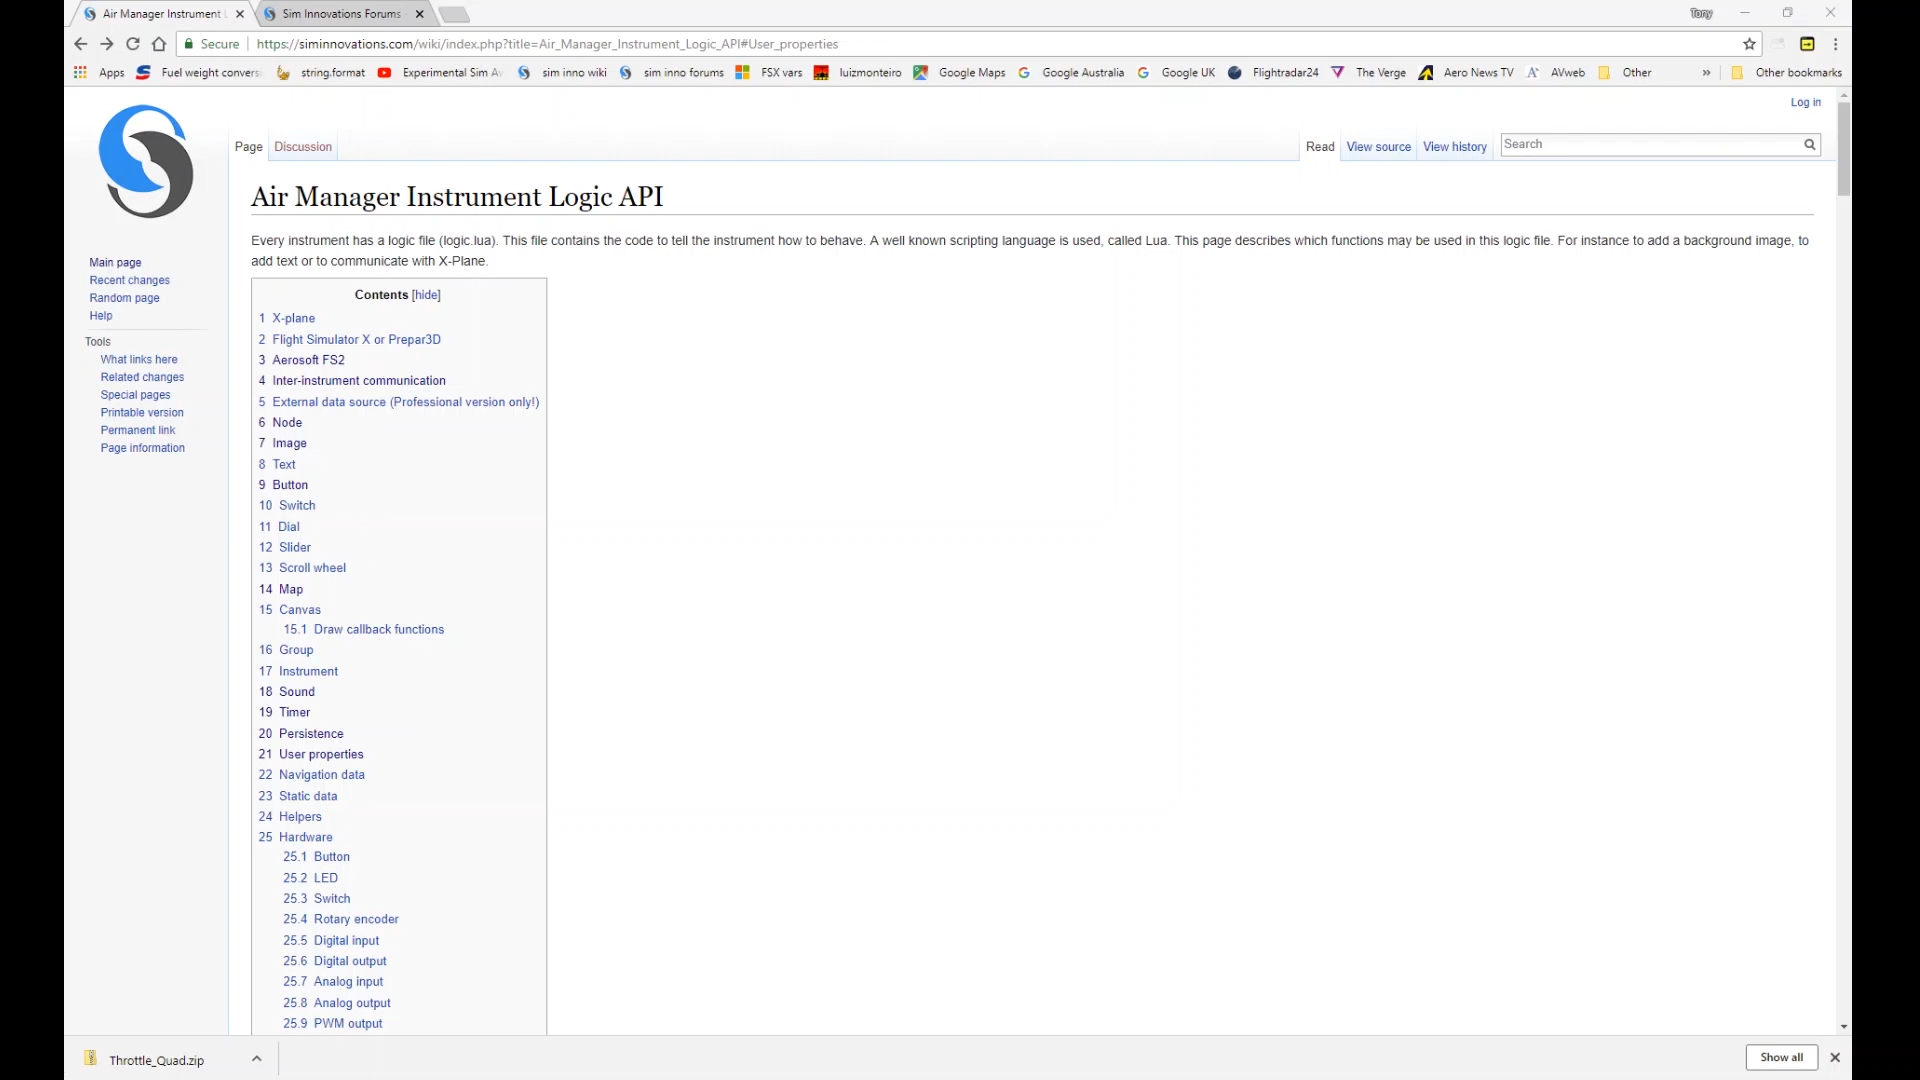 Air Manager Instrument L
Sim Innovations Forums
Tony
Secure
https://siminnovations.com/wiki/index.php?title=Air_Manager_Instrument_Logic_API#User_properties
Apps Fuel weight convers string.format Experimental Sim Av sim inno wiki sim inno forums FSX vars luizmonteiro Google Maps Google Australia Google UK Flightradar24 The Verge Aero News TV AVweb Other » Other bookmarks
Log in
Page Discussion Read View source View history Search
Air Manager Instrument Logic API
Every instrument has a logic file (logic.lua). This file contains the code to tell the instrument how to behave. A well known scripting language is used, called Lua. This page describes which functions may be used in this logic file. For instance to add a background image, to
add text or to communicate with X-Plane.
Main page
Recent changes
Random page
Help
Tools
What links here
Related changes
Special pages
Printable version
Permanent link
Page information
Contents [hide]
1 X-plane
2 Flight Simulator X or Prepar3D
3 Aerosoft FS2
4 Inter-instrument communication
5 External data source (Professional version only!)
6 Node
7 Image
8 Text
9 Button
10 Switch
11 Dial
12 Slider
13 Scroll wheel
14 Map
15 Canvas
15.1 Draw callback functions
16 Group
17 Instrument
18 Sound
19 Timer
20 Persistence
21 User properties
22 Navigation data
23 Static data
24 Helpers
25 Hardware
25.1 Button
25.2 LED
25.3 Switch
25.4 Rotary encoder
25.5 Digital input
25.6 Digital output
25.7 Analog input
25.8 Analog output
25.9 PWM output
Throttle_Quad.zip
Show all